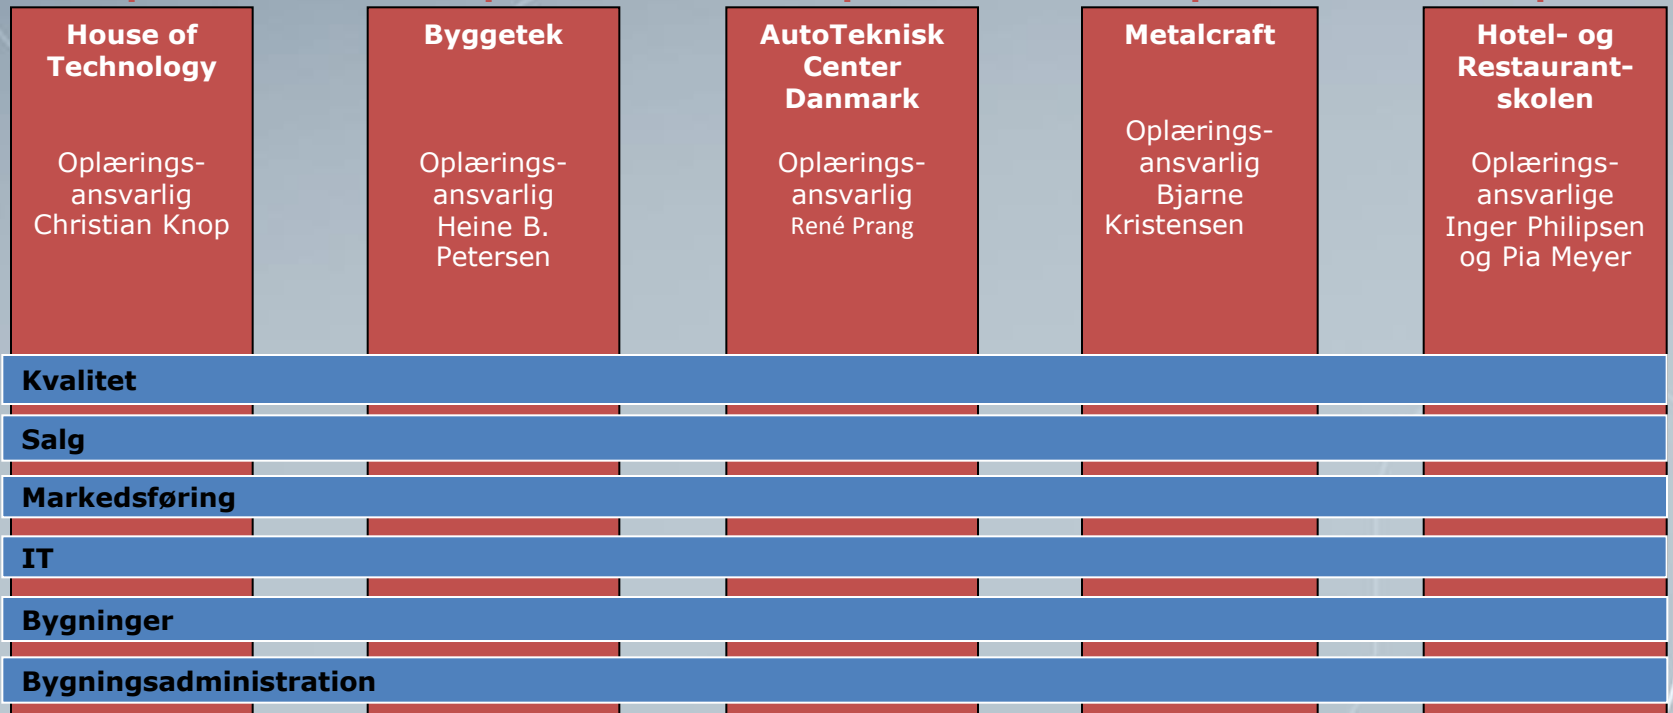 House of
Technology
Oplærings-
ansvarlig
Christian Knop
Byggetek
Oplærings-
ansvarlig
Heine B.
Petersen
AutoTeknisk
Center
Danmark
Oplærings-
ansvarlig
René Prang
Metalcraft
Oplærings-
ansvarlig
Bjarne
Kristensen
Hotel- og
Restaurant-
skolen
Oplærings-
ansvarlige
Inger Philipsen
og Pia Meyer
Kvalitet
Salg
Markedsføring
IT
Bygninger
Bygningsadministration